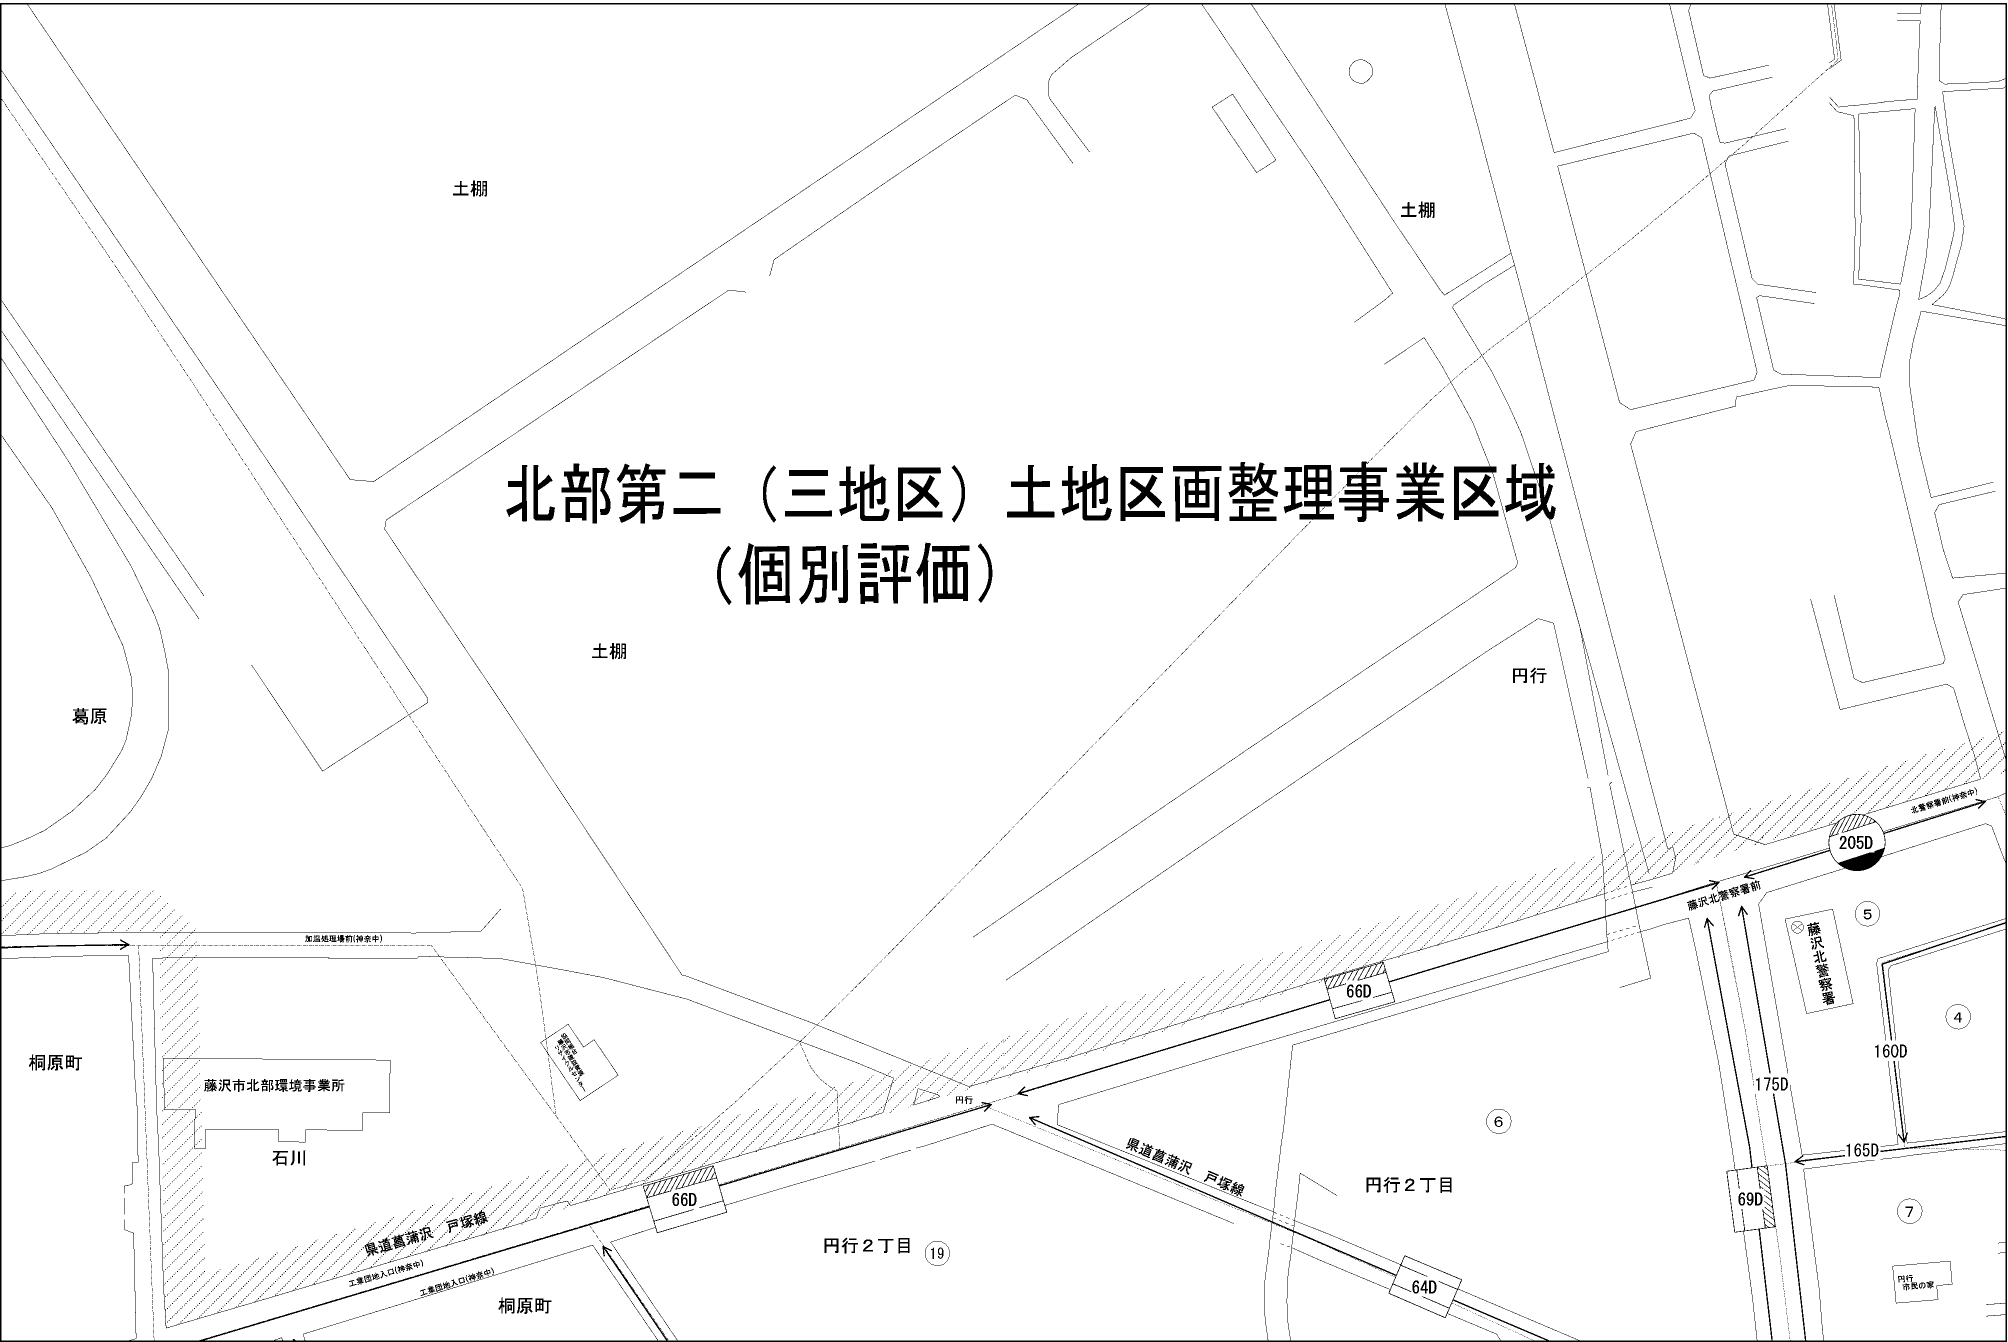 土棚
土棚
北部第二（三地区）土地区画整理事業区域
（個別評価）
土棚
円行
葛原
北警察署前(神奈中)
205D
藤沢北警察署前
5
藤沢北警察署
加温処理場前(神奈中)
66D
4
桐原町
藤沢市北部環境事業所
160D
175D
円行
6
県道菖蒲沢 戸塚線
165D
石川
66D
円行２丁目
69D
7
県道菖蒲沢 戸塚線
円行２丁目
19
工業団地入口(神奈中)
工業団地入口(神奈中)
64D
円行
市民の家
桐原町